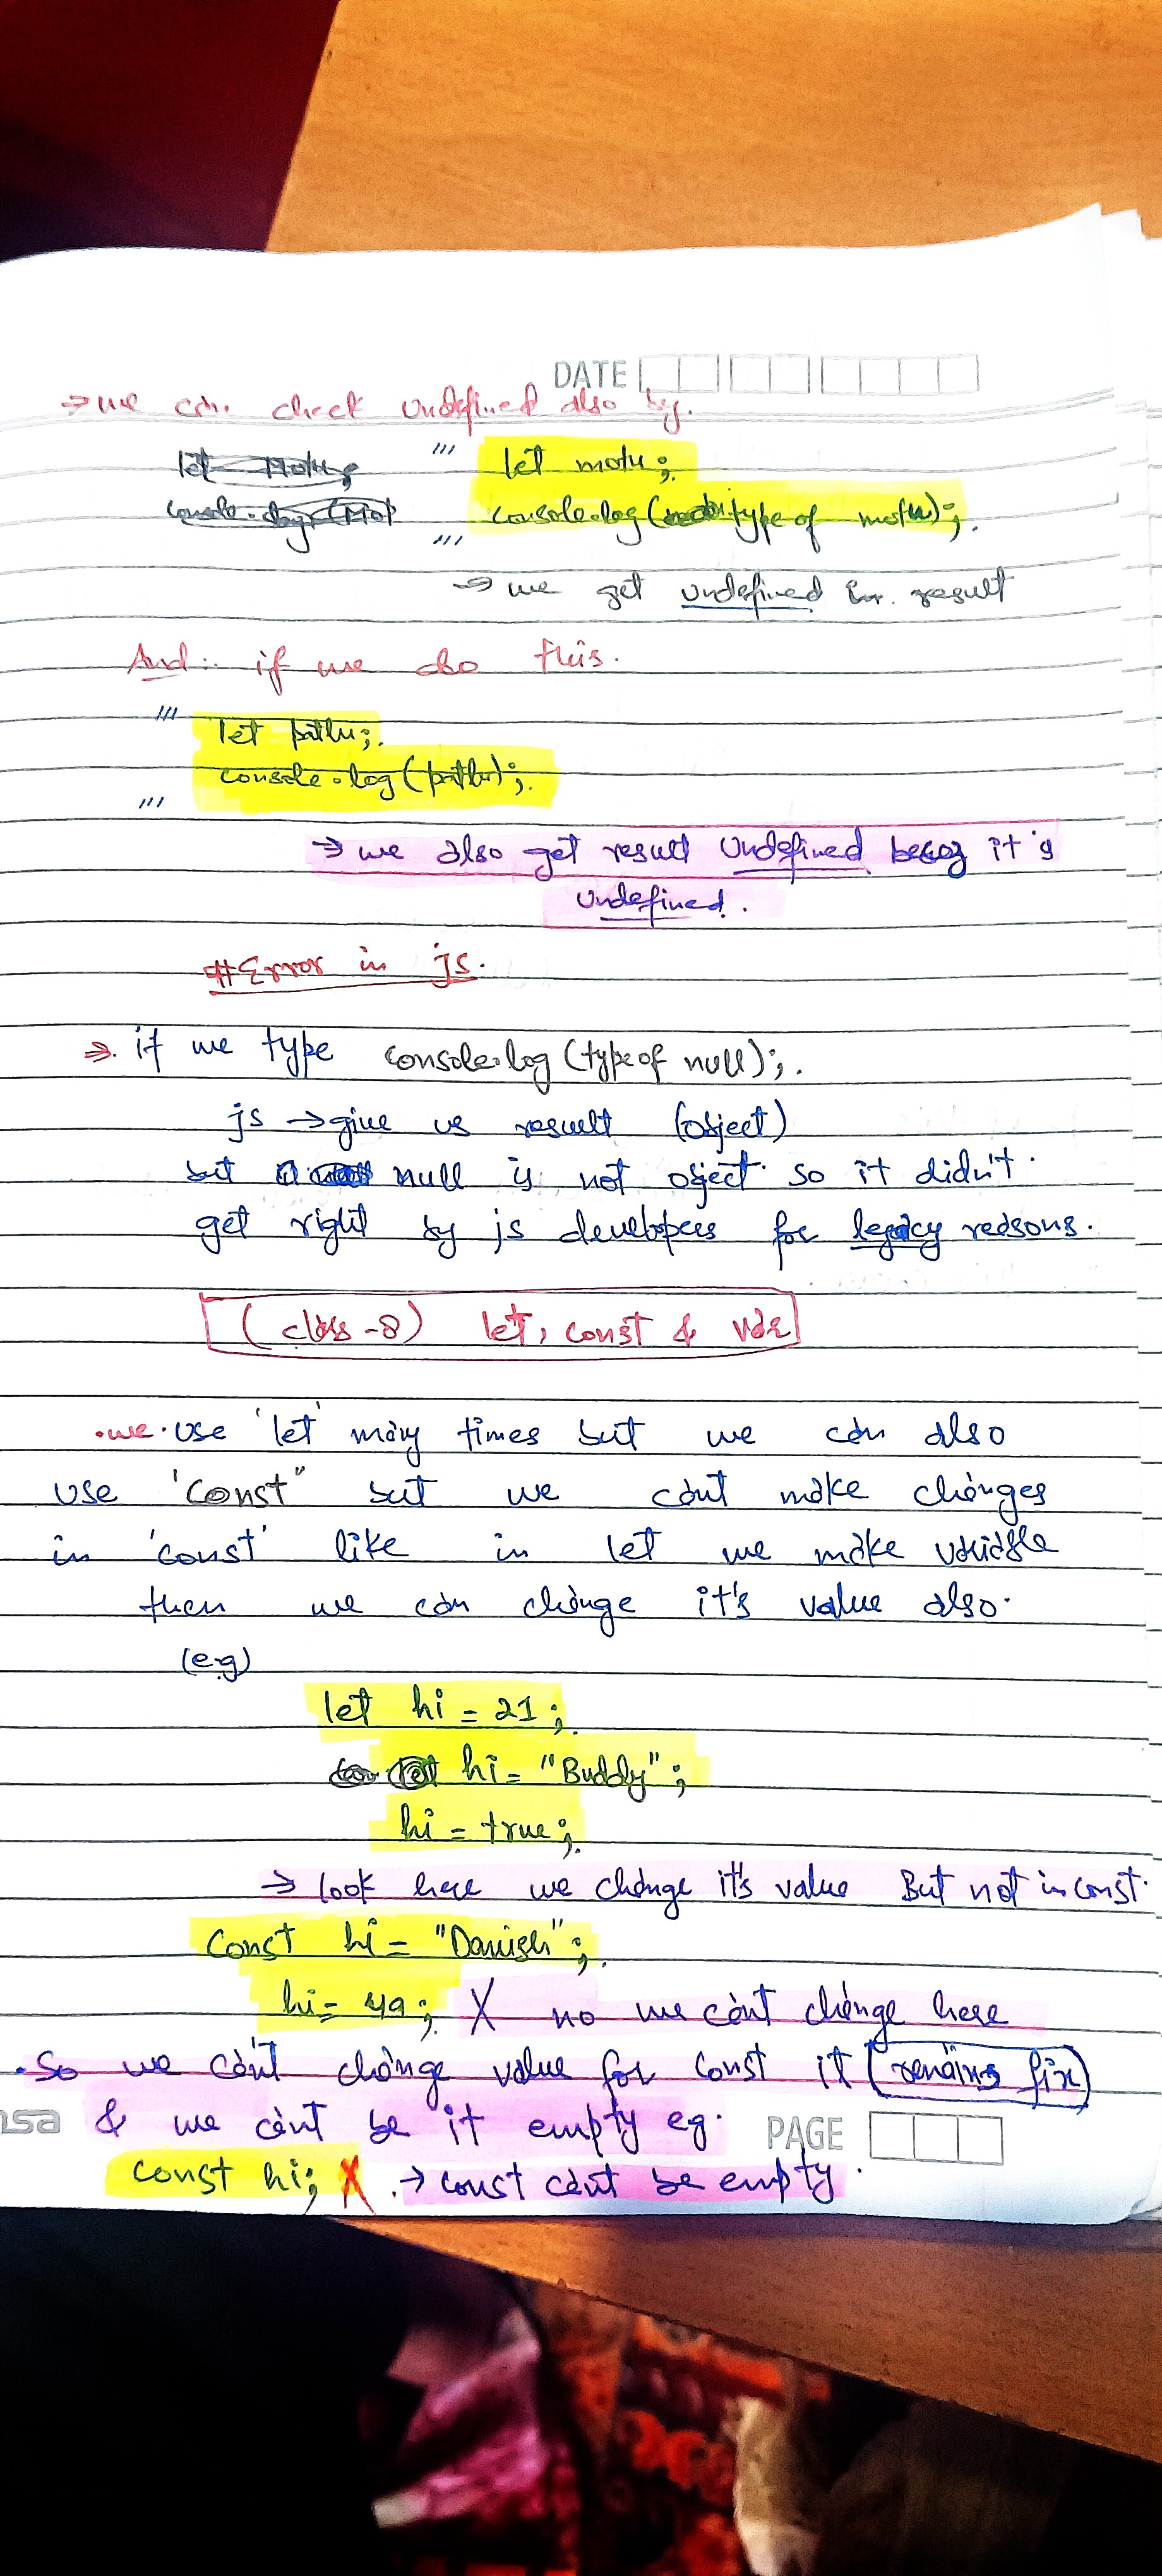 DATE
→ we can check undefined also by.
''' let motu;
console.log(type of motu);
'''
→ we get undefined in result
And: if we do this.
''' let patlu;
console.log(patlu);
'''
→ we also get result undefined becoz it's
undefined.
#Error in js.
⇒ if we type console.log(typeof null);
js → give us result (object)
but null is not object so it didn't
get right by js developers for legacy reasons.
(class-8) let, const & var
• we use 'let' many times but we can also
use 'const" but we can't make changes
in 'const' like in let we make variable
then we can change it's value also.
(e.g)
let hi = 21;
hi = "Buddy";
hi = true;
→ look here we change it's value But not in const.
const hi = "Danish";
hi = 49; X no we can't change here
• So we can't change value for const it remains fix
& we can't be it empty eg.
PAGE
const hi; X → const can't be empty.